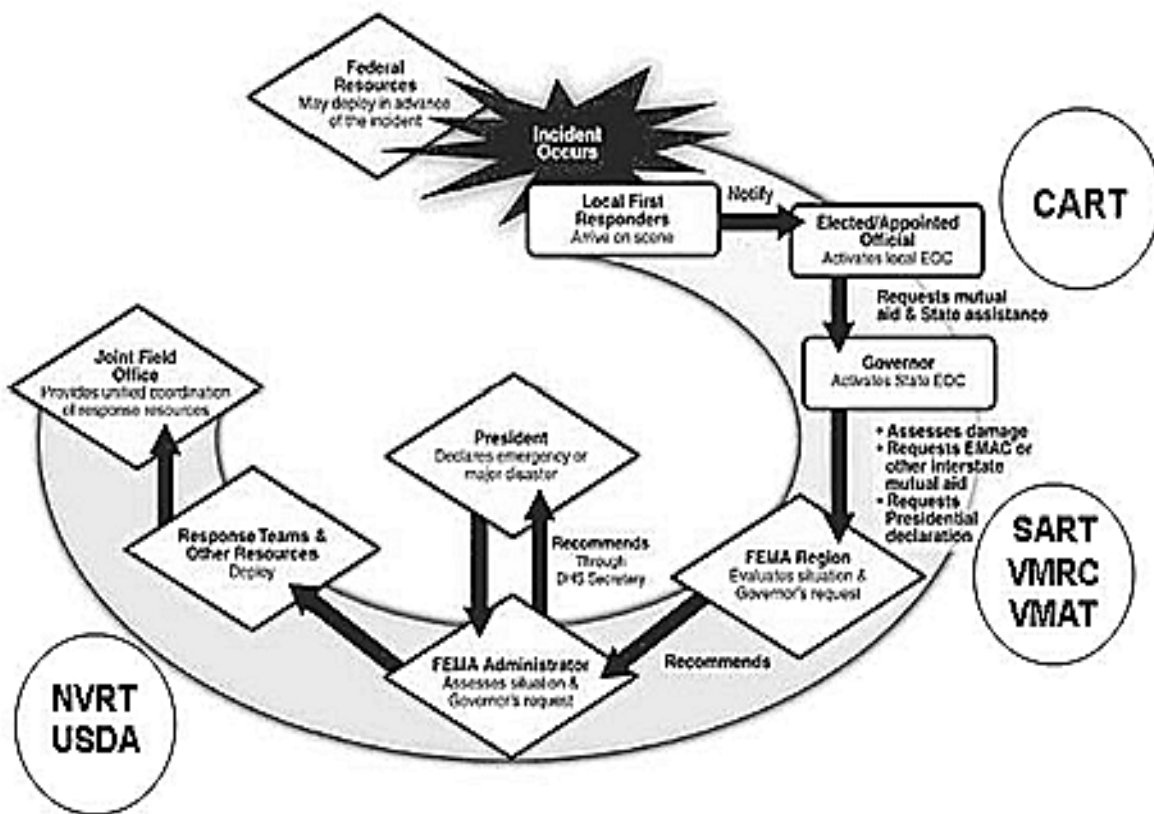 Federal
Resources
May deploy in advance
of the incident
Incident
Occurs
Local First
Responders
Arrive on scene
Notify
Elected/Appointed
Official
Activates local EOC
CART
Requests mutual
aid & State assistance
Governor
Activates State EOC
• Assesses damage
• Requests EMAC or
other interstate
mutual aid
• Requests
Presidential
declaration
SART
VMRC
VMAT
FEMA Region
Evaluates situation &
Governor's request
Recommends
FEMA Administrator
Assesses situation &
Governor's request
Recommends
Through
DHS Secretary
President
Declares emergency or
major disaster
Response Teams &
Other Resources
Deploy
Joint Field
Office
Provides unified coordination
of response resources
NVRT
USDA